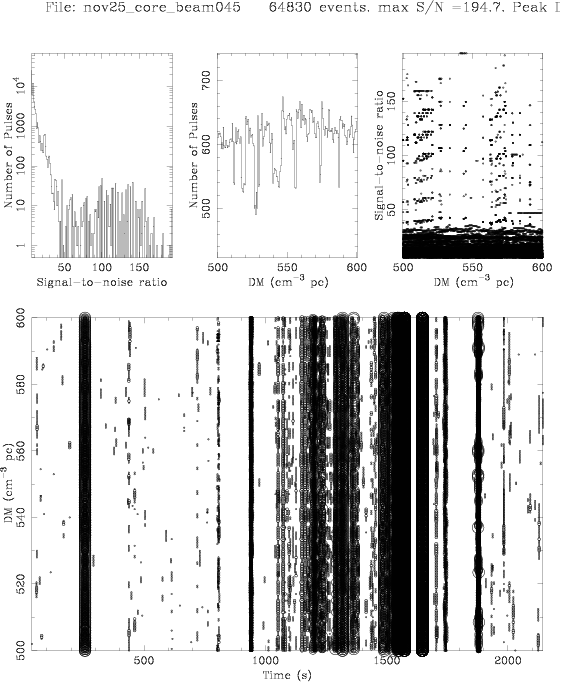 File: nov25_core_beam045 64830 events. max S/N =194.7. Peak
Number of Pulses
10⁴
1000
100
10
1
50 100 150
Signal-to-noise ratio
Number of Pulses
700
600
500
500 550 600
DM (cm⁻³ pc)
Signal-to-noise ratio
150
100
50
500 550 600
DM (cm⁻³ pc)
DM (cm⁻³ pc)
600
580
560
540
520
500
500 1000 1500 2000
Time (s)